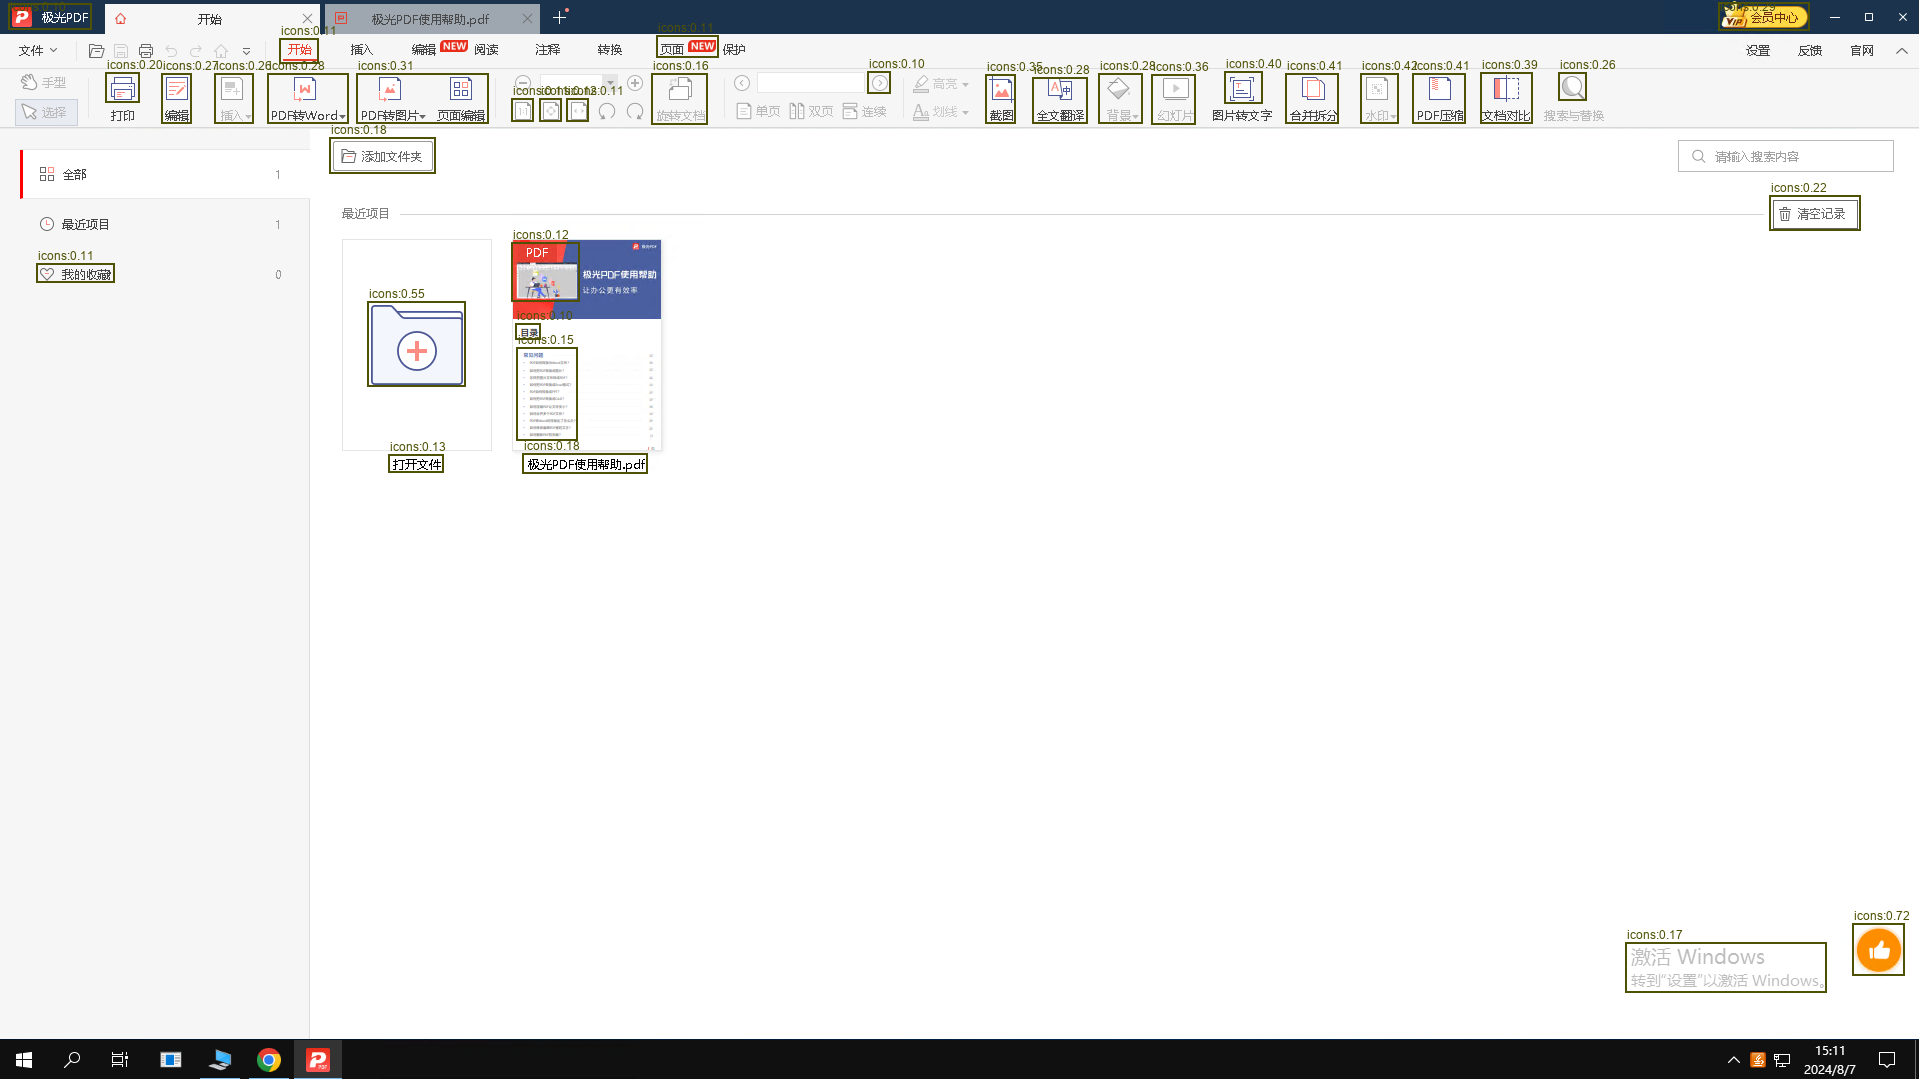 极光PDF
开始
极光PDF使用帮助.pdf
icons:0.29
会员中心
文件
icons:0.11
开始
插入
编辑
NEW
阅读
注释
转换
icons:0.11
页面
NEW
保护
设置
反馈
官网
手型
选择
icons:0.20
打印
icons:0.27
编辑
icons:0.26
插入
icons:0.28
PDF转Word
icons:0.31
PDF转图片
页面编辑
icons:0.11
icons:0.16
旋转文档
icons:0.10
单页
双页
连续
高亮
划线
icons:0.35
截图
icons:0.28
全文翻译
icons:0.28
背景
icons:0.36
幻灯片
icons:0.40
图片转文字
icons:0.41
合并拆分
icons:0.42
水印
icons:0.41
PDF压缩
icons:0.39
文档对比
icons:0.26
搜索与替换
icons:0.18
添加文件夹
请输入搜索内容
全部
1
最近项目
1
icons:0.11
我的收藏
0
最近项目
icons:0.22
清空记录
icons:0.55
icons:0.13
打开文件
icons:0.12
PDF
极光PDF
极光PDF使用帮助
让办公更有效率
icons:0.10
目录
icons:0.15
常见问题
icons:0.18
极光PDF使用帮助.pdf
icons:0.72
icons:0.17
激活 Windows
转到“设置”以激活 Windows。
15:11
2024/8/7